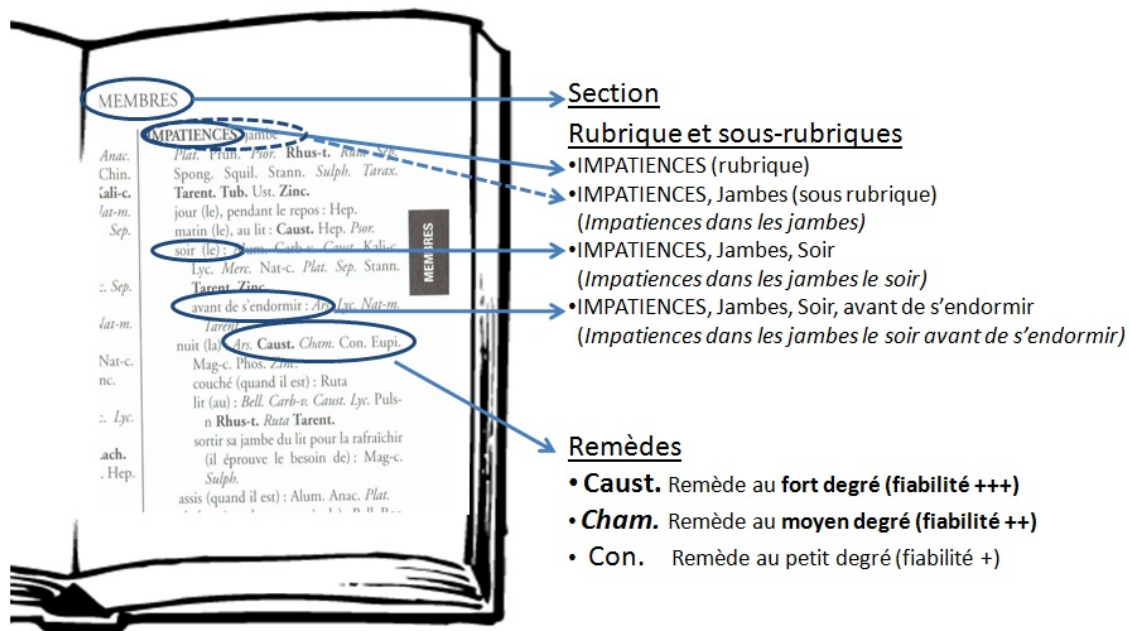 MEMBRES
IMPATIENCES, jambe
Anac.
Chin.
Kali-c.
Nat-m.
Sep.
:. Sep.
Nat-m.
Nat-c.
nc.
:. Lyc.
ach.
. Hep.
Plat. Prun. Psor. Rhus-t. Ruta Sep.
Spong. Squil. Stann. Sulph. Tarax.
Tarent. Tub. Ust. Zinc.
jour (le), pendant le repos : Hep.
matin (le), au lit : Caust. Hep. Psor.
soir (le) : Alum. Carb-v. Caust. Kali-c.
Lyc. Merc. Nat-c. Plat. Sep. Stann.
Tarent. Zinc.
avant de s'endormir : Ars. Lyc. Nat-m.
Tarent.
nuit (la) : Ars. Caust. Cham. Con. Eupi.
Mag-c. Phos. Zinc.
couché (quand il est) : Ruta
lit (au) : Bell. Carb-v. Caust. Lyc. Puls-
n Rhus-t. Ruta Tarent.
sortir sa jambe du lit pour la rafraîchir
(il éprouve le besoin de) : Mag-c.
Sulph.
assis (quand il est) : Alum. Anac. Plat.
MEMBRES
Section
Rubrique et sous-rubriques
•IMPATIENCES (rubrique)
•IMPATIENCES, Jambes (sous rubrique)
(Impatiences dans les jambes)
•IMPATIENCES, Jambes, Soir
(Impatiences dans les jambes le soir)
•IMPATIENCES, Jambes, Soir, avant de s’endormir
(Impatiences dans les jambes le soir avant de s’endormir)
Remèdes
• Caust. Remède au fort degré (fiabilité +++)
• Cham. Remède au moyen degré (fiabilité ++)
• Con. Remède au petit degré (fiabilité +)